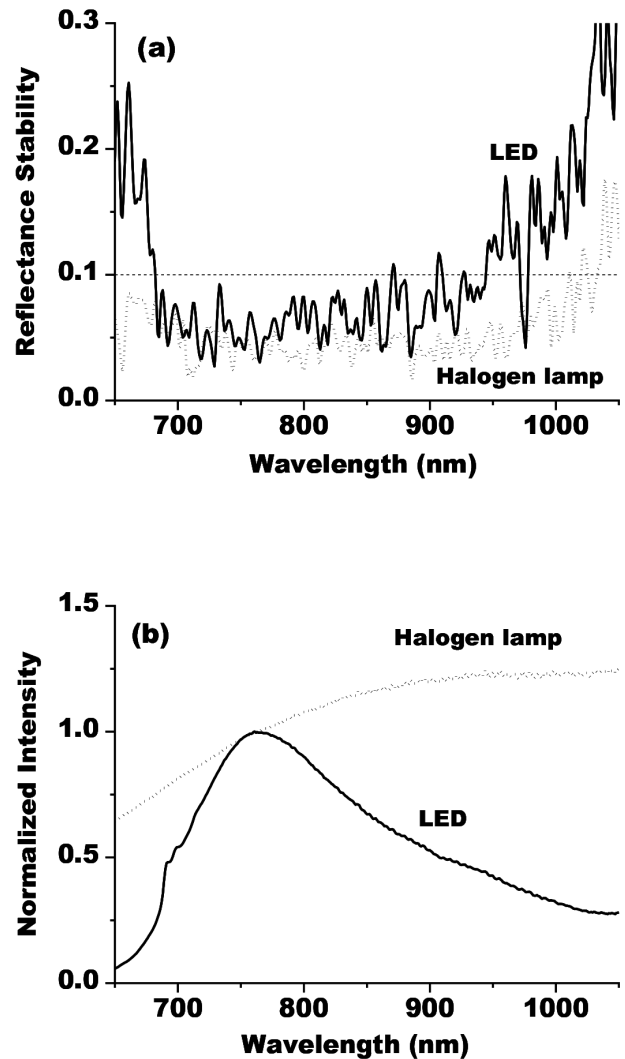 0.3
(a)
LED
0.2
0.1
Halogen lamp
0.0
700 800 900 1000
Wavelength (nm)
Reflectance Stability
1.5
(b)
Halogen lamp
1.0
LED
0.5
0.0
700 800 900 1000
Wavelength (nm)
Normalized Intensity